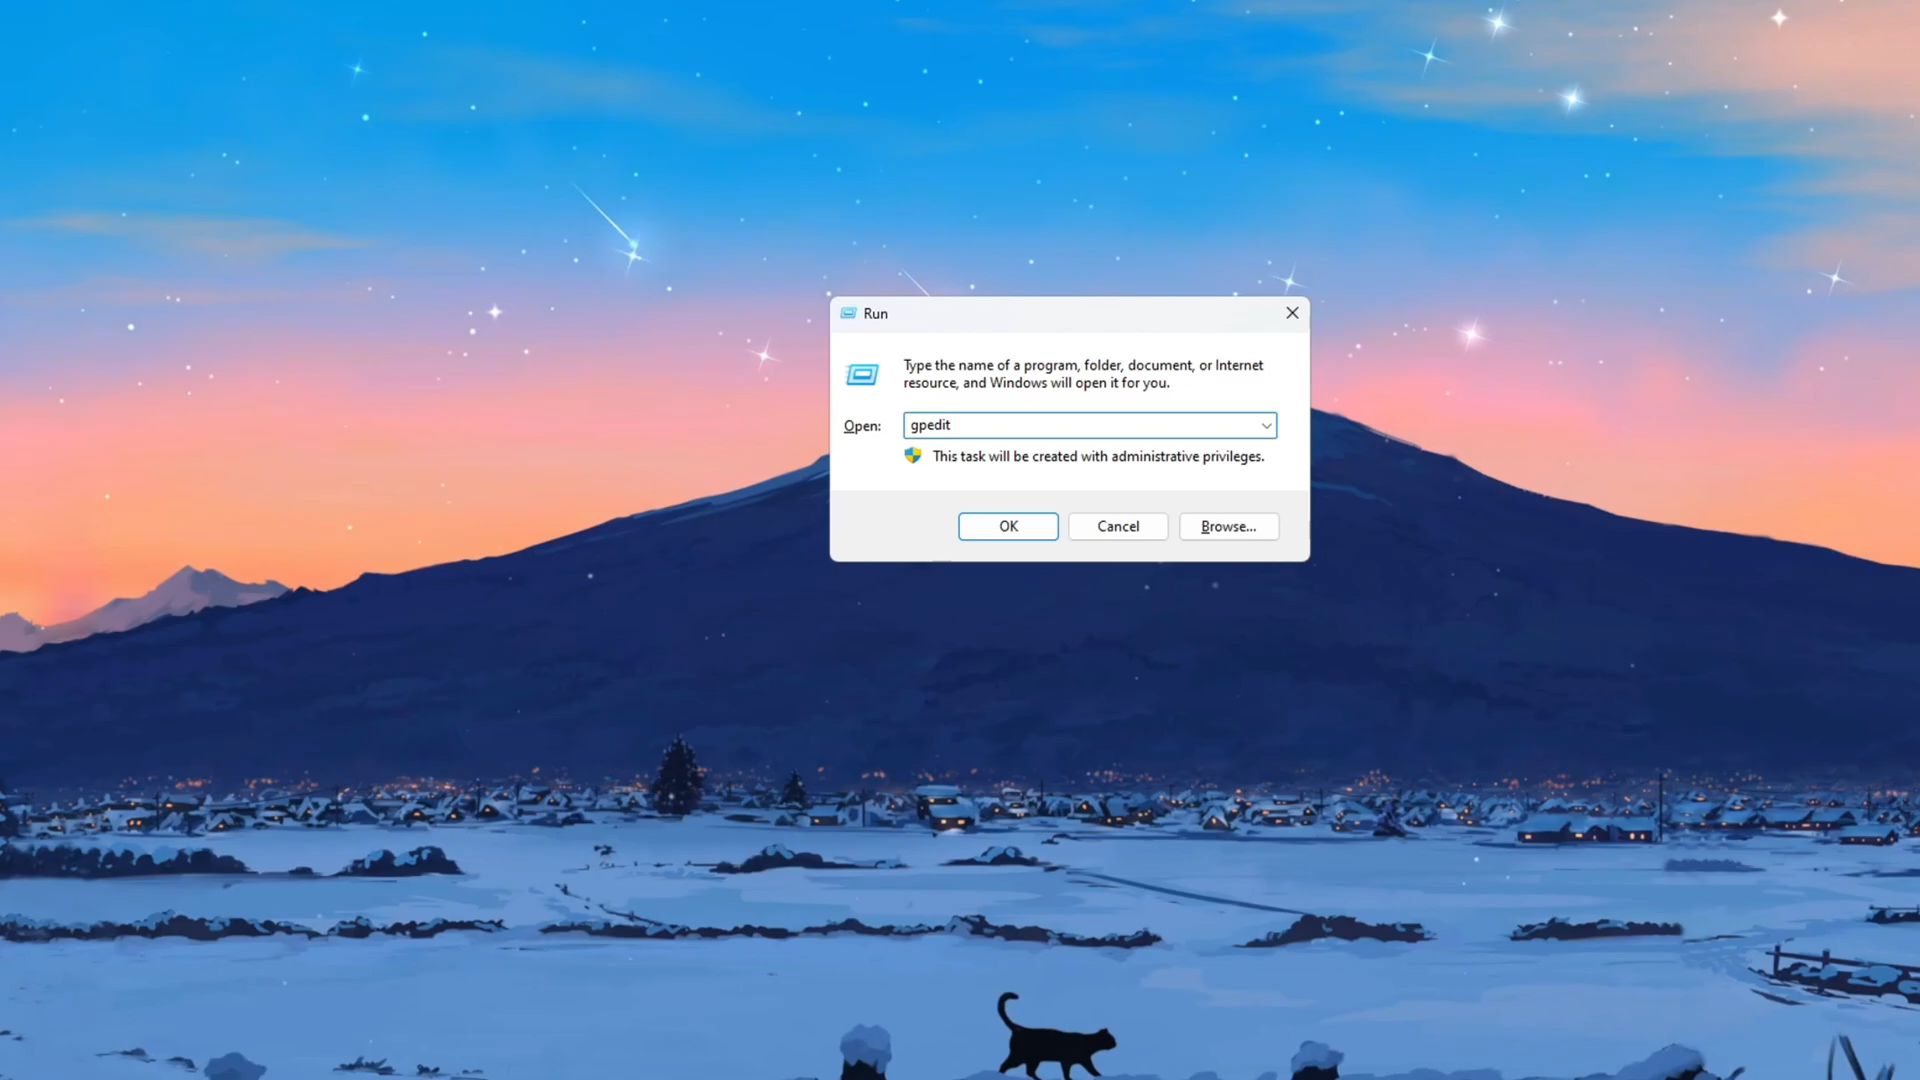 Run
Type the name of a program, folder, document, or Internet
resource, and Windows will open it for you.
Open: gpedit
This task will be created with administrative privileges.
OK Cancel Browse...